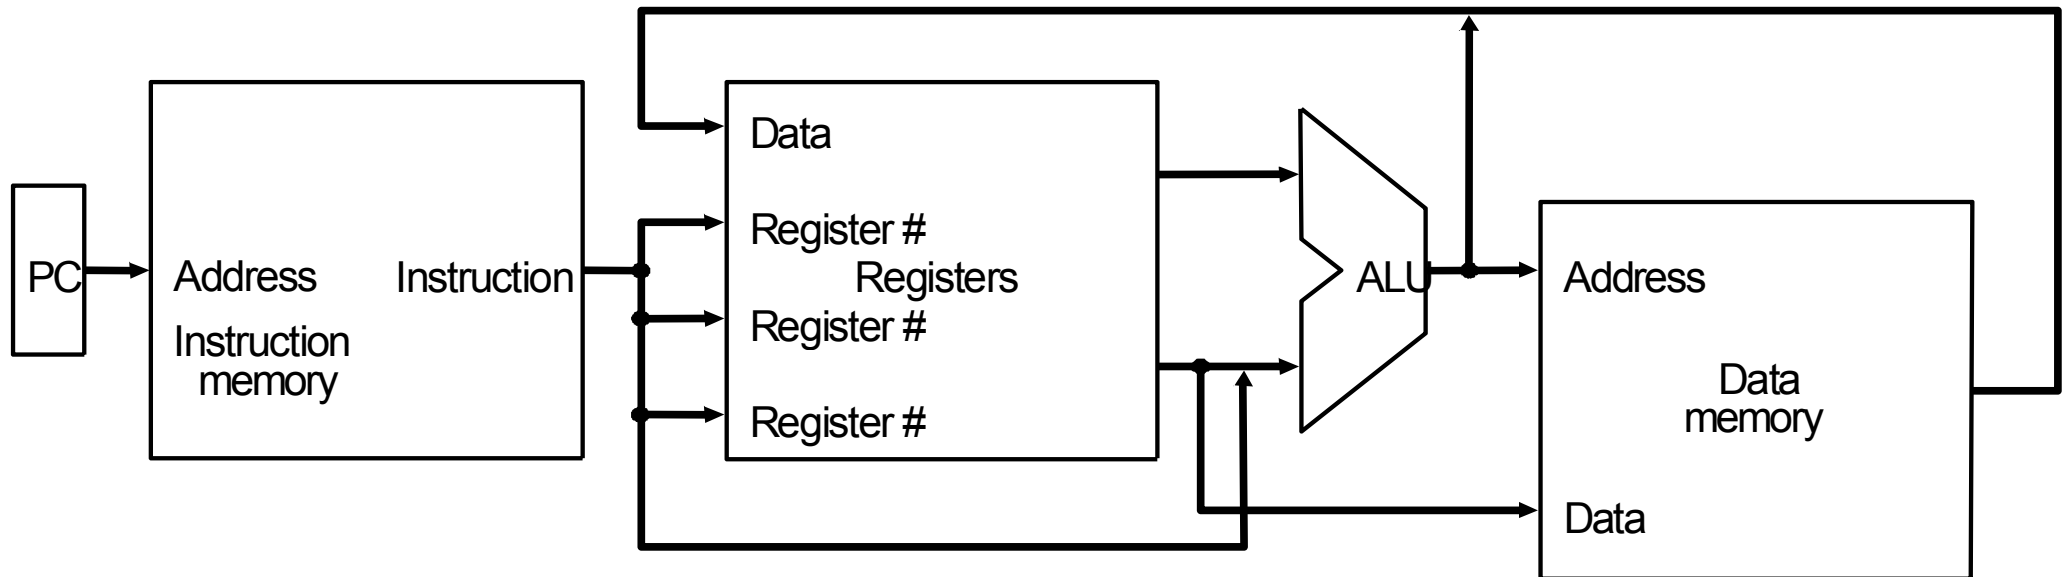 PC
Address
Instruction
Instruction
memory
Data
Register #
Registers
Register #
Register #
ALU
Address
Data
memory
Data